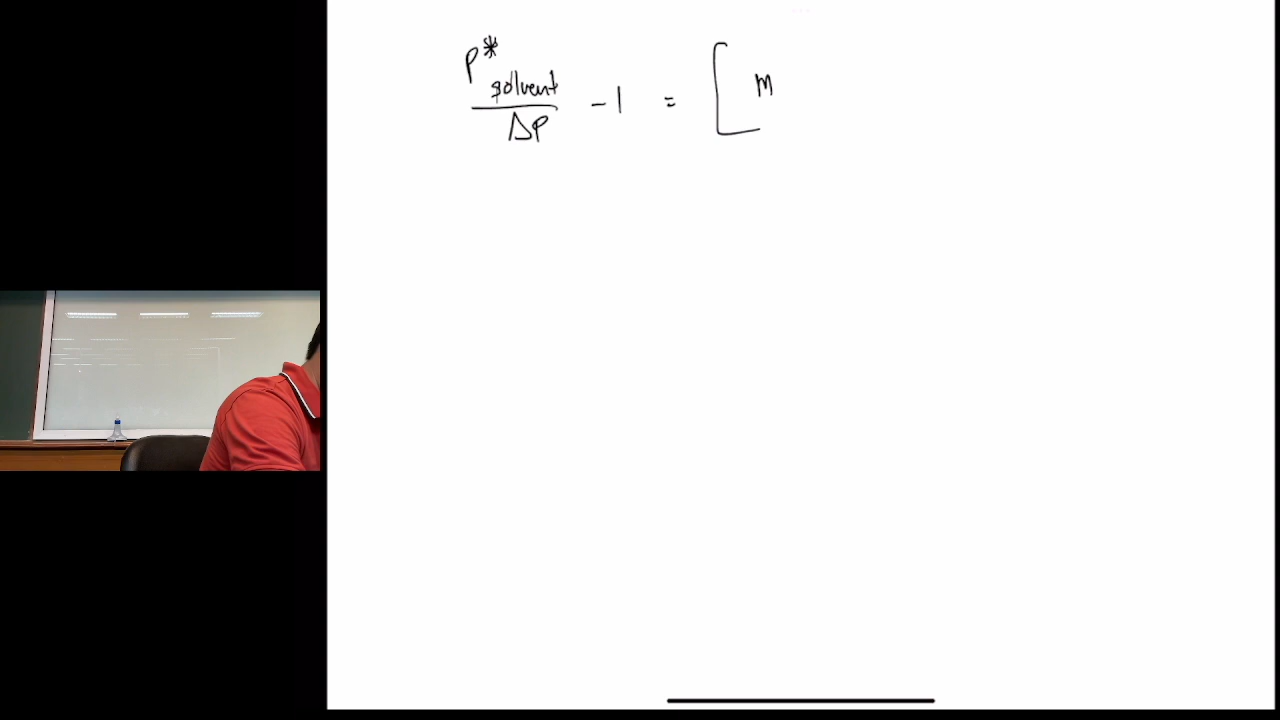 P*solvent
ΔP
- 1 = [ m